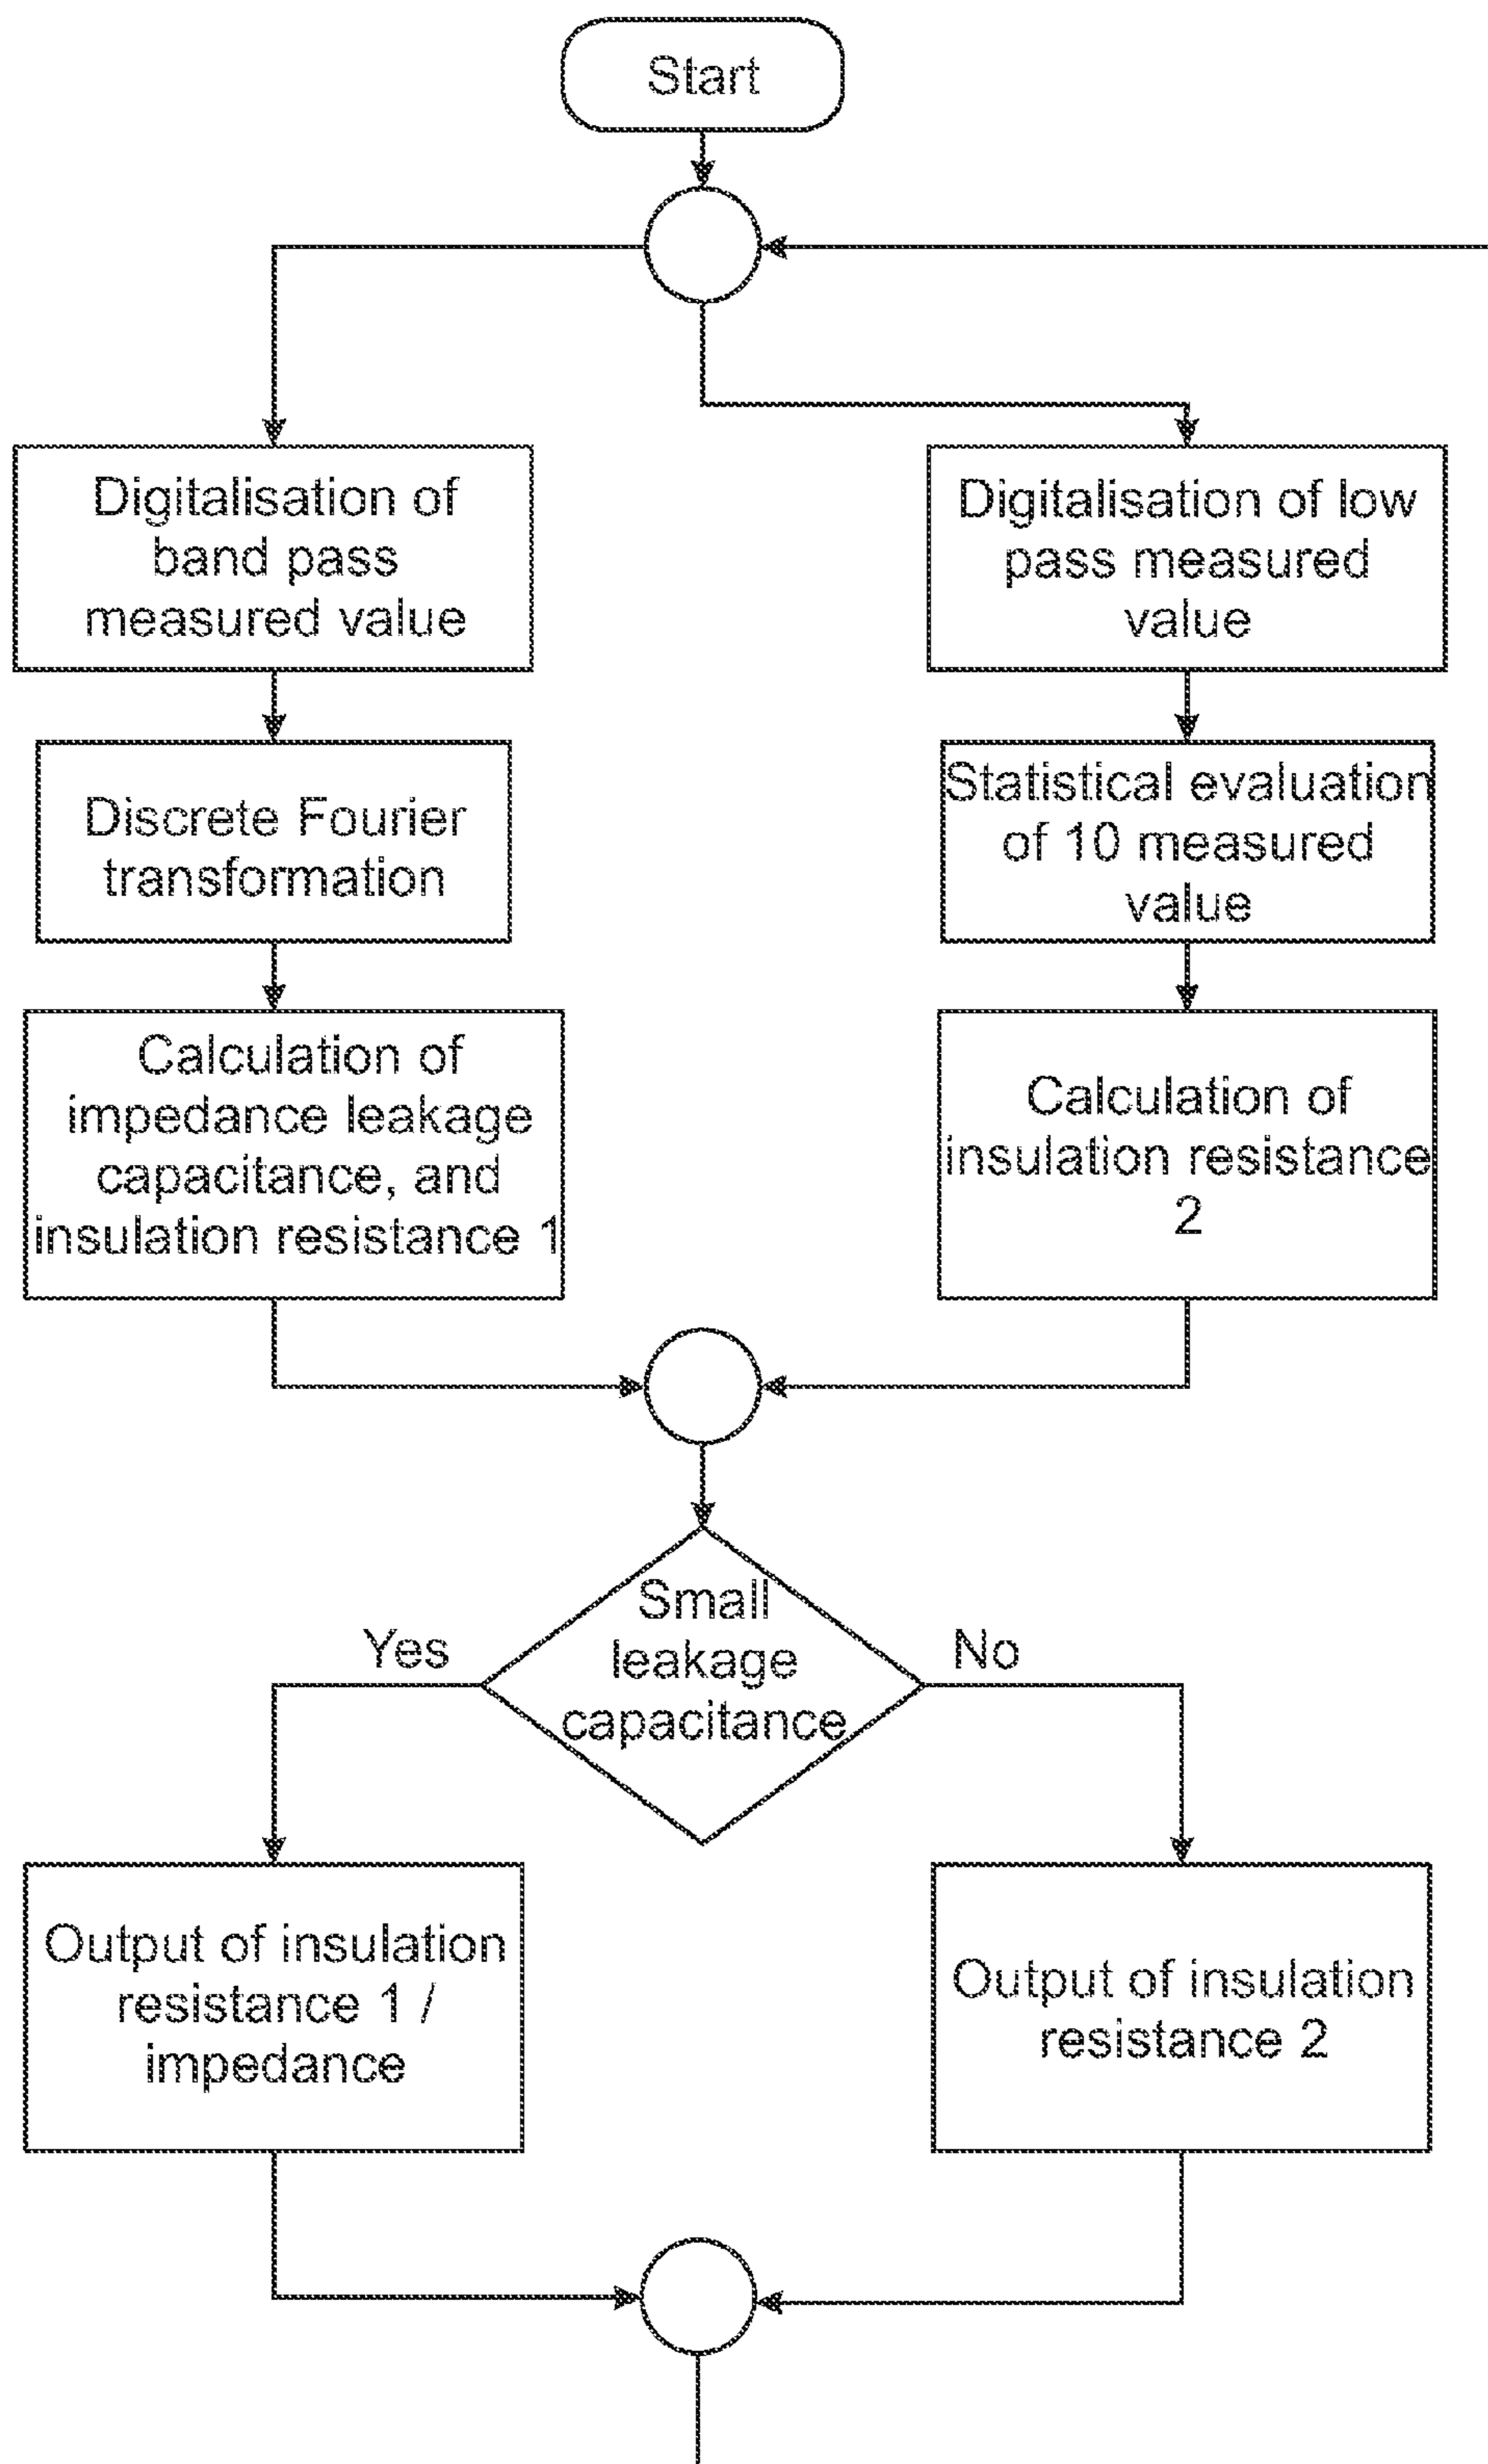 Start
Digitalisation of
band pass
measured value
Digitalisation of low
pass measured
value
Discrete Fourier
transformation
Statistical evaluation
of 10 measured
value
Calculation of
impedance leakage
capacitance, and
insulation resistance 1
Calculation of
insulation resistance
2
Small
leakage
capacitance
Yes
No
Output of insulation
resistance 1 /
impedance
Output of insulation
resistance 2